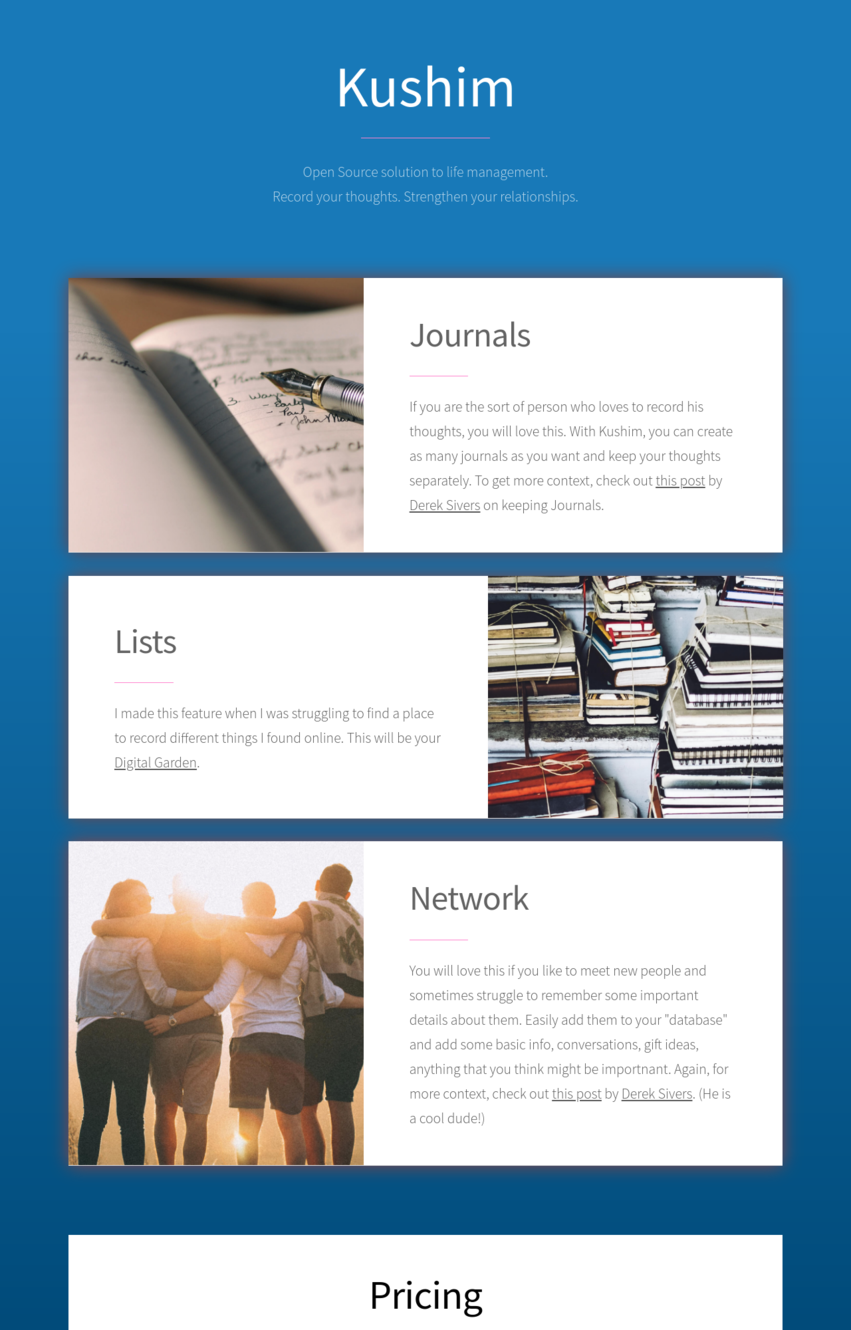 Kushim
Open Source solution to life management.
Record your thoughts. Strengthen your relationships.
Journals
If you are the sort of person who loves to record his
thoughts, you will love this. With Kushim, you can create
as many journals as you want and keep your thoughts
separately. To get more context, check out this post by
Derek Sivers on keeping Journals.
Lists
I made this feature when I was struggling to find a place
to record different things I found online. This will be your
Digital Garden.
Network
You will love this if you like to meet new people and
sometimes struggle to remember some important
details about them. Easily add them to your "database"
and add some basic info, conversations, gift ideas,
anything that you think might be importnant. Again, for
more context, check out this post by Derek Sivers. (He is
a cool dude!)
Pricing